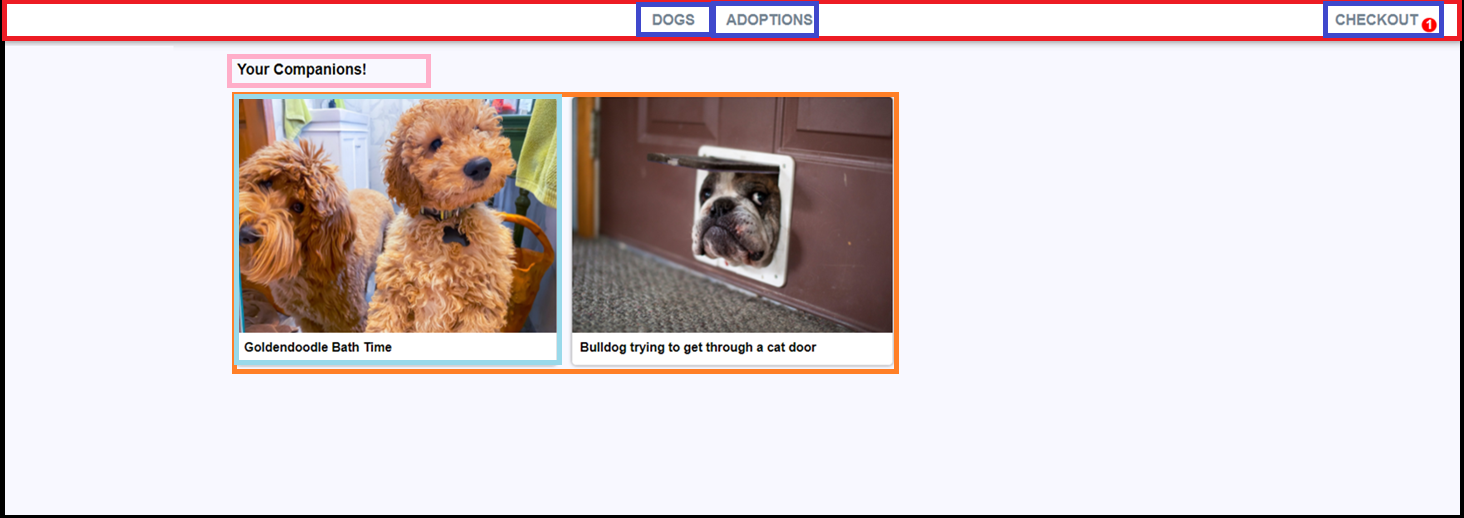 DOGS ADOPTIONS CHECKOUT 1
Your Companions!
Goldendoodle Bath Time
Bulldog trying to get through a cat door